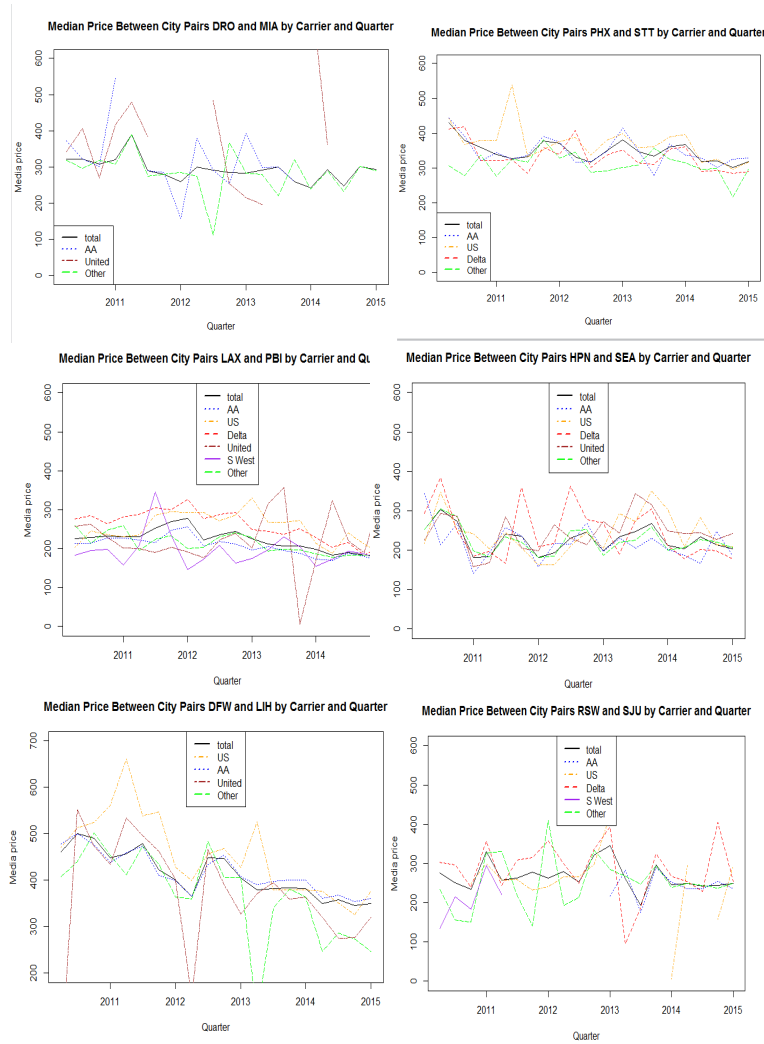 Median Price Between City Pairs DRO and MIA by Carrier and Quarter
Media price
600
500
400
300
200
100
0
total
AA
United
Other
2011
2012
2013
2014
2015
Quarter
Median Price Between City Pairs PHX and STT by Carrier and Quarter
Media price
600
500
400
300
200
100
0
total
AA
US
Delta
Other
2011
2012
2013
2014
2015
Quarter
Median Price Between City Pairs LAX and PBI by Carrier and Qu
Media price
600
500
400
300
200
100
0
total
AA
US
Delta
United
S West
Other
2011
2012
2013
2014
Quarter
Median Price Between City Pairs HPN and SEA by Carrier and Quarter
Media price
600
500
400
300
200
100
0
total
AA
US
Delta
United
Other
2011
2012
2013
2014
2015
Quarter
Median Price Between City Pairs DFW and LIH by Carrier and Quarter
Media price
700
600
500
400
300
200
total
US
AA
United
Other
2011
2012
2013
2014
2015
Quarter
Median Price Between City Pairs RSW and SJU by Carrier and Quarter
Media price
600
500
400
300
200
100
0
total
AA
US
Delta
S West
Other
2011
2012
2013
2014
2015
Quarter